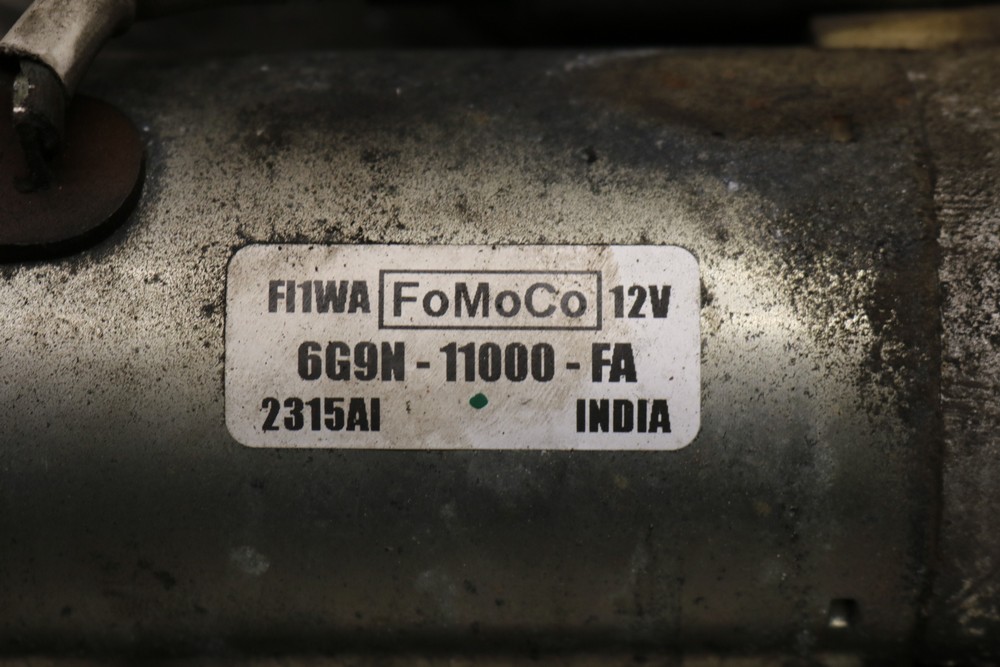 FI1WA FoMoCo 12V
6G9N - 11000 - FA
2315AI INDIA